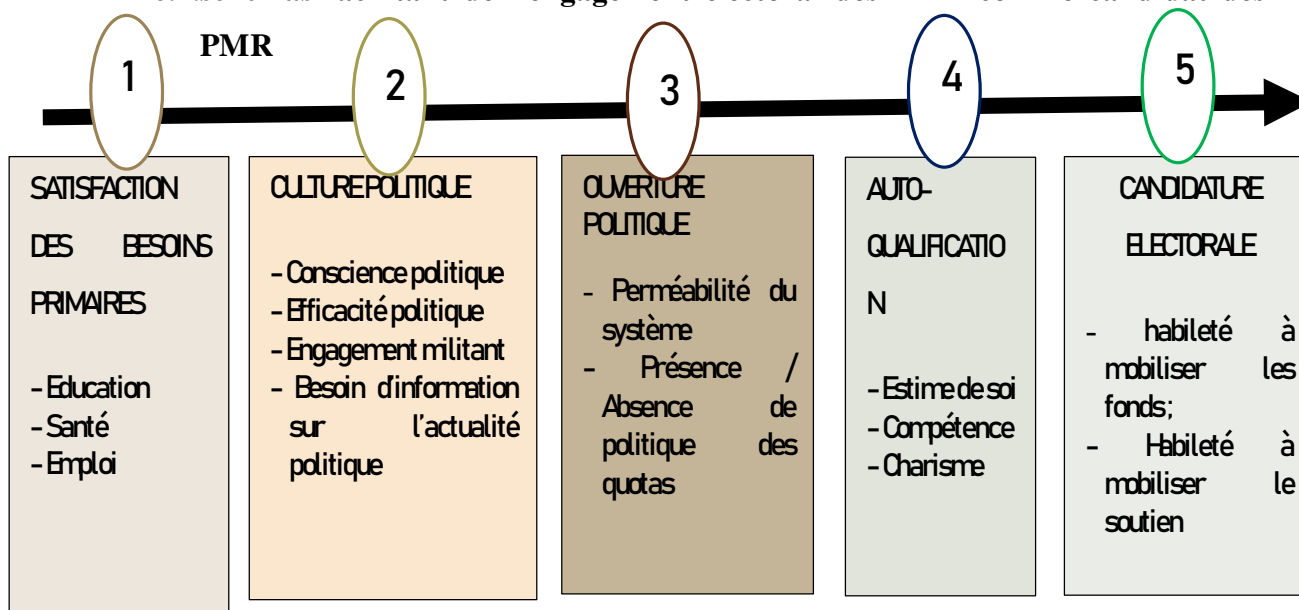 PMR
1
2
3
4
5
SATISFACTION
DES BESOINS
PRIMAIRES
- Education
- Santé
- Emploi
CULTURE POLITIQUE
- Conscience politique
- Efficacité politique
- Engagement militant
- Besoin d'information
sur l'actualité
politique
OUVERTURE
POLITIQUE
- Perméabilité du
système
- Présence /
Absence de
politique des
quotas
AUTO-
QUALIFICATIO
N
- Estime de soi
- Compétence
- Charisme
CANDIDATURE
ELECTORALE
- habileté à
mobiliser les
fonds;
- Habileté à
mobiliser le
soutien